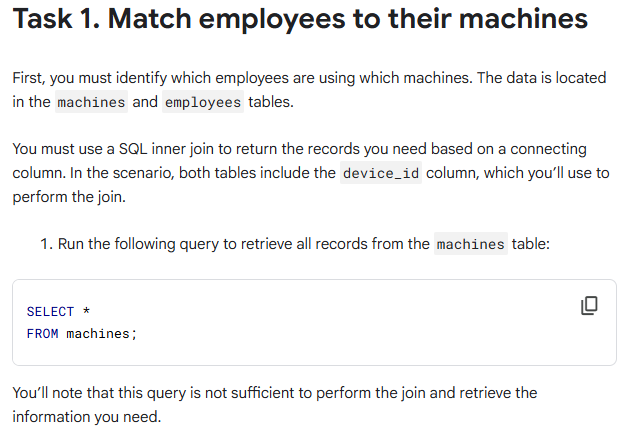 Task 1. Match employees to their machines
First, you must identify which employees are using which machines. The data is located
in the machines and employees tables.
You must use a SQL inner join to return the records you need based on a connecting
column. In the scenario, both tables include the device_id column, which you’ll use to
perform the join.
1. Run the following query to retrieve all records from the machines table:
SELECT *
FROM machines;
You’ll note that this query is not sufficient to perform the join and retrieve the
information you need.